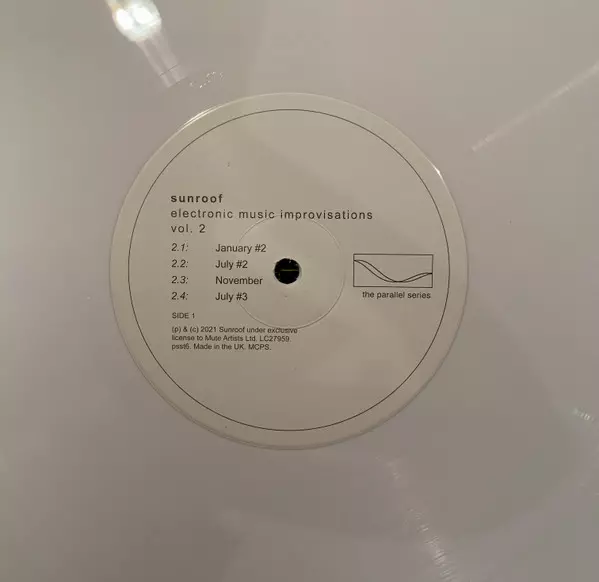 sunroof
electronic music improvisations
vol. 2
2.1: January #2
2.2: July #2
2.3: November
2.4: July #3
the parallel series
SIDE 1
(p) & (c) 2021 Sunroof under exclusive
license to Mute Artists Ltd. LC27959.
psst6. Made in the UK. MCPS.